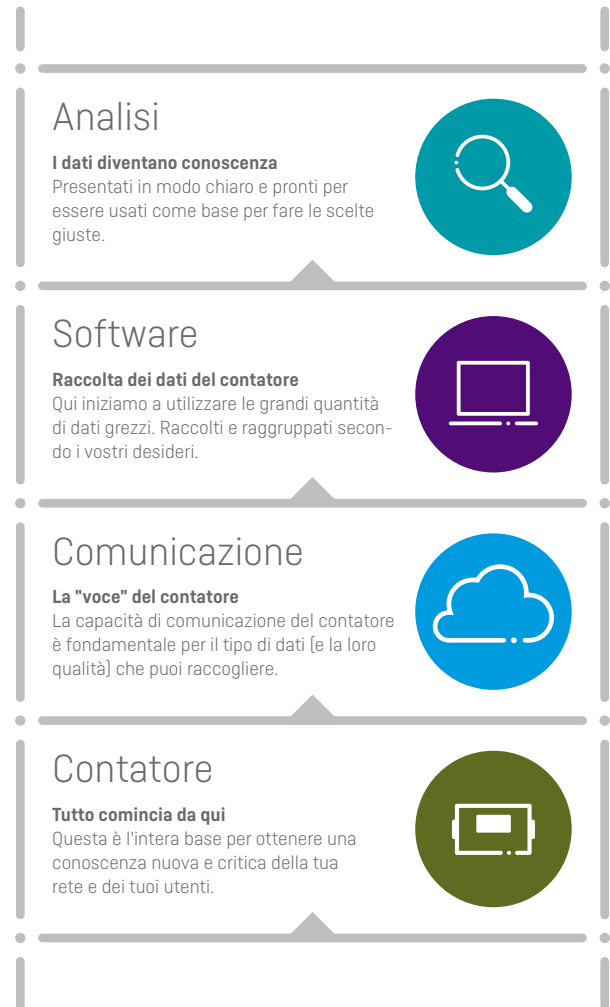 Analisi
I dati diventano conoscenza
Presentati in modo chiaro e pronti per
essere usati come base per fare le scelte
giuste.
Software
Raccolta dei dati del contatore
Qui iniziamo a utilizzare le grandi quantità
di dati grezzi. Raccolti e raggruppati secon-
do i vostri desideri.
Comunicazione
La "voce" del contatore
La capacità di comunicazione del contatore
è fondamentale per il tipo di dati (e la loro
qualità) che puoi raccogliere.
Contatore
Tutto comincia da qui
Questa è l'intera base per ottenere una
conoscenza nuova e critica della tua
rete e dei tuoi utenti.